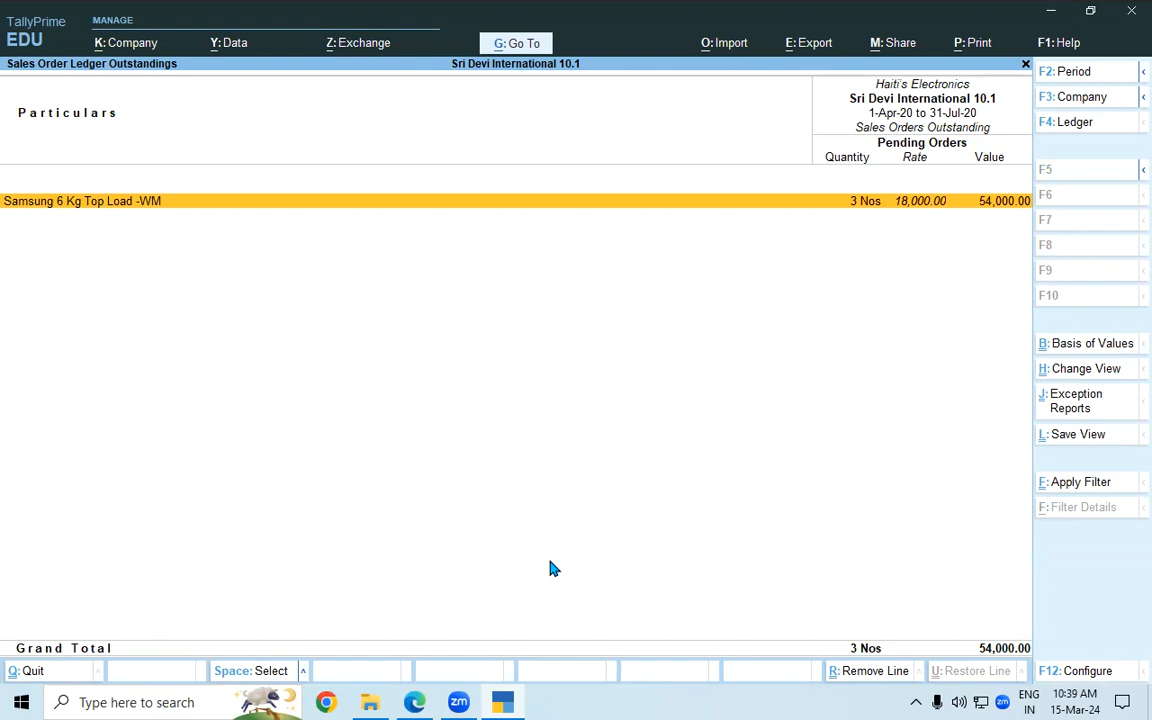 TallyPrime
EDU
MANAGE
K: Company
Y: Data
Z: Exchange
G: Go To
O: Import
E: Export
M: Share
P: Print
F1: Help
Sales Order Ledger Outstandings
Sri Devi International 10.1
Particulars
Haiti's Electronics
Sri Devi International 10.1
1-Apr-20 to 31-Jul-20
Sales Orders Outstanding
Pending Orders
Quantity Rate Value
Samsung 6 Kg Top Load -WM 3 Nos 18,000.00 54,000.00
Grand Total 3 Nos 54,000.00
F2: Period
F3: Company
F4: Ledger
F5
F6
F7
F8
F9
F10
B: Basis of Values
H: Change View
J: Exception
Reports
L: Save View
F: Apply Filter
F: Filter Details
Q: Quit
Space: Select
R: Remove Line
U: Restore Line
F12: Configure
Type here to search
zm
zm
ENG
IN
10:39 AM
15-Mar-24